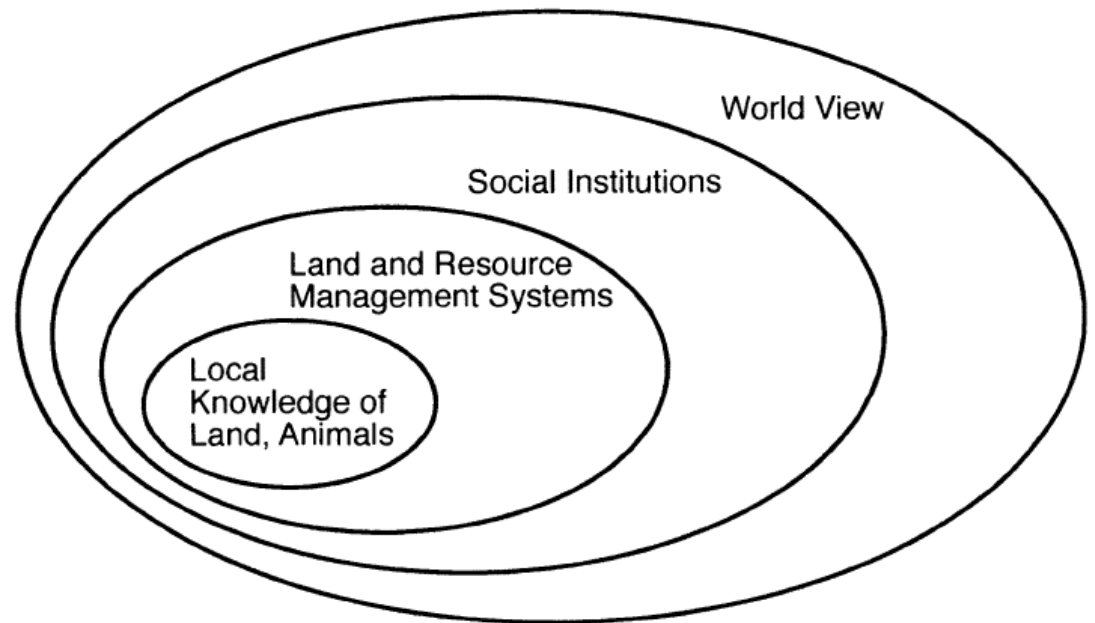 World View
Social Institutions
Land and Resource
Management Systems
Local
Knowledge of
Land, Animals